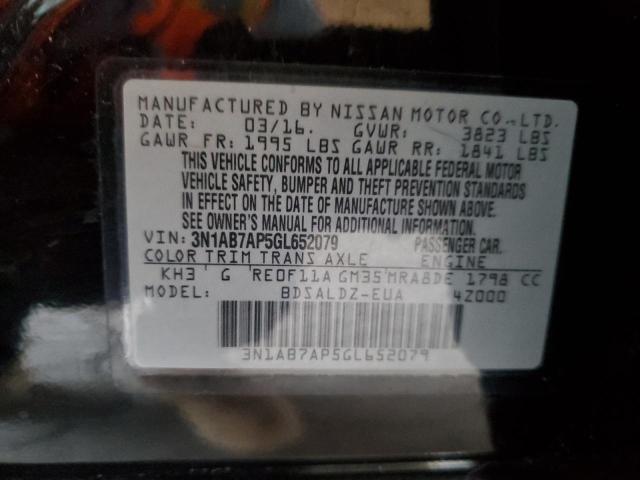 MANUFACTURED BY NISSAN MOTOR CO.,LTD.
DATE: 03/16. GVWR: 3823 LBS
GAWR FR: 1995 LBS GAWR RR: 1841 LBS
THIS VEHICLE CONFORMS TO ALL APPLICABLE FEDERAL MOTOR
VEHICLE SAFETY, BUMPER AND THEFT PREVENTION STANDARDS
IN EFFECT ON THE DATE OF MANUFACTURE SHOWN ABOVE.
SEE OWNER'S MANUAL FOR ADDITIONAL INFORMATION.
VIN: 3N1AB7AP5GL652079 PASSENGER CAR.
COLOR TRIM TRANS AXLE ENGINE
KH3 G RE0F11A GM35 MRA8DE 1798 CC
MODEL: BDSALDZ-EUA 4Z000
3N1AB7AP5GL652079